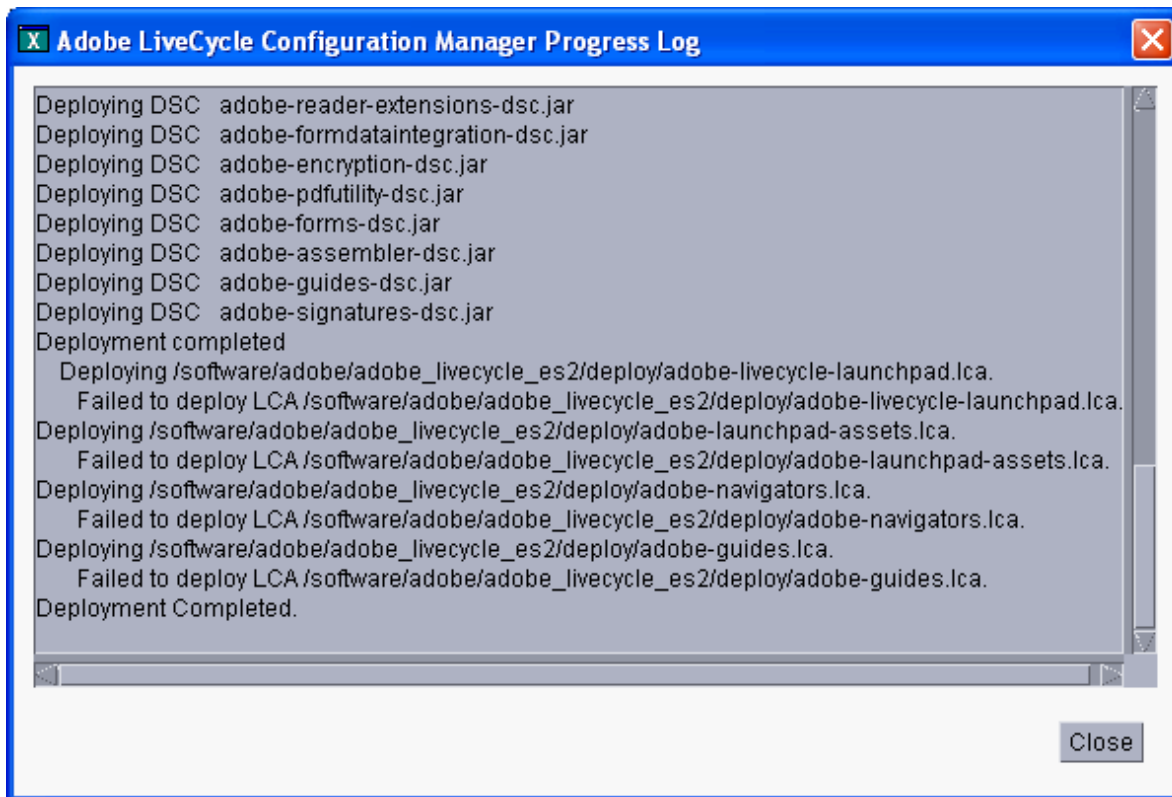 X Adobe LiveCycle Configuration Manager Progress Log
Deploying DSC adobe-reader-extensions-dsc.jar
Deploying DSC adobe-formdataintegration-dsc.jar
Deploying DSC adobe-encryption-dsc.jar
Deploying DSC adobe-pdfutility-dsc.jar
Deploying DSC adobe-forms-dsc.jar
Deploying DSC adobe-assembler-dsc.jar
Deploying DSC adobe-guides-dsc.jar
Deploying DSC adobe-signatures-dsc.jar
Deployment completed
Deploying /software/adobe/adobe_livecycle_es2/deploy/adobe-livecycle-launchpad.lca.
Failed to deploy LCA /software/adobe/adobe_livecycle_es2/deploy/adobe-livecycle-launchpad.lca.
Deploying /software/adobe/adobe_livecycle_es2/deploy/adobe-launchpad-assets.lca.
Failed to deploy LCA /software/adobe/adobe_livecycle_es2/deploy/adobe-launchpad-assets.lca.
Deploying /software/adobe/adobe_livecycle_es2/deploy/adobe-navigators.lca.
Failed to deploy LCA /software/adobe/adobe_livecycle_es2/deploy/adobe-navigators.lca.
Deploying /software/adobe/adobe_livecycle_es2/deploy/adobe-guides.lca.
Failed to deploy LCA /software/adobe/adobe_livecycle_es2/deploy/adobe-guides.lca.
Deployment Completed.
Close